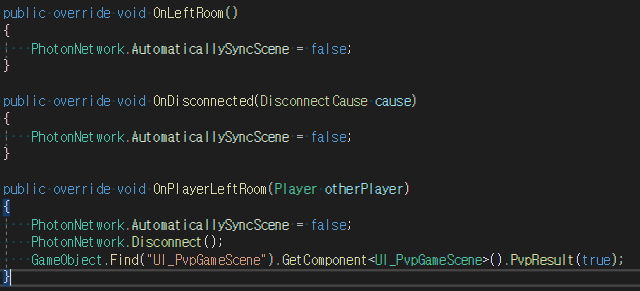 public override void OnLeftRoom()
{
    PhotonNetwork.AutomaticallySyncScene = false;
}

public override void OnDisconnected(DisconnectCause cause)
{
    PhotonNetwork.AutomaticallySyncScene = false;
}

public override void OnPlayerLeftRoom(Player otherPlayer)
{
    PhotonNetwork.AutomaticallySyncScene = false;
    PhotonNetwork.Disconnect();
    GameObject.Find("UI_PvpGameScene").GetComponent<UI_PvpGameScene>().PvpResult(true);
}